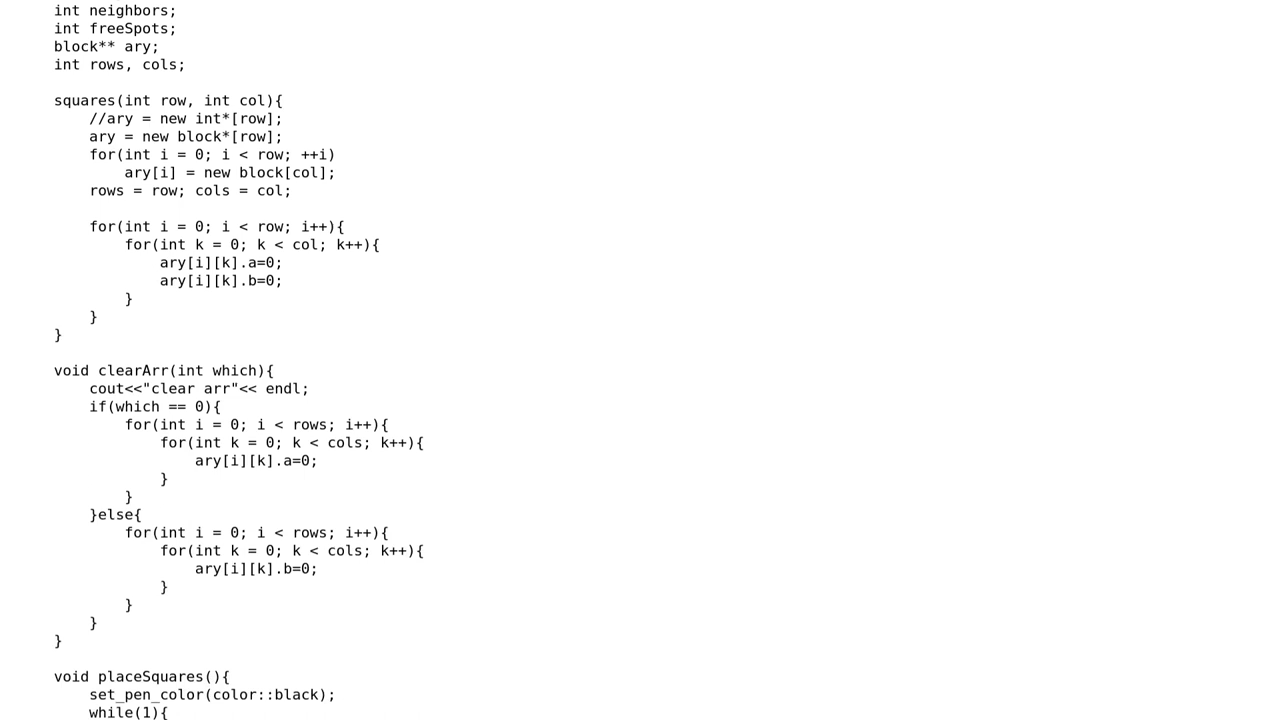 int neighbors;
int freeSpots;
block** ary;
int rows, cols;

squares(int row, int col){
    //ary = new int*[row];
    ary = new block*[row];
    for(int i = 0; i < row; ++i)
        ary[i] = new block[col];
    rows = row; cols = col;

    for(int i = 0; i < row; i++){
        for(int k = 0; k < col; k++){
            ary[i][k].a=0;
            ary[i][k].b=0;
        }
    }
}

void clearArr(int which){
    cout<<"clear arr"<< endl;
    if(which == 0){
        for(int i = 0; i < rows; i++){
            for(int k = 0; k < cols; k++){
                ary[i][k].a=0;
            }
        }
    }else{
        for(int i = 0; i < rows; i++){
            for(int k = 0; k < cols; k++){
                ary[i][k].b=0;
            }
        }
    }
}

void placeSquares(){
    set_pen_color(color::black);
    while(1){